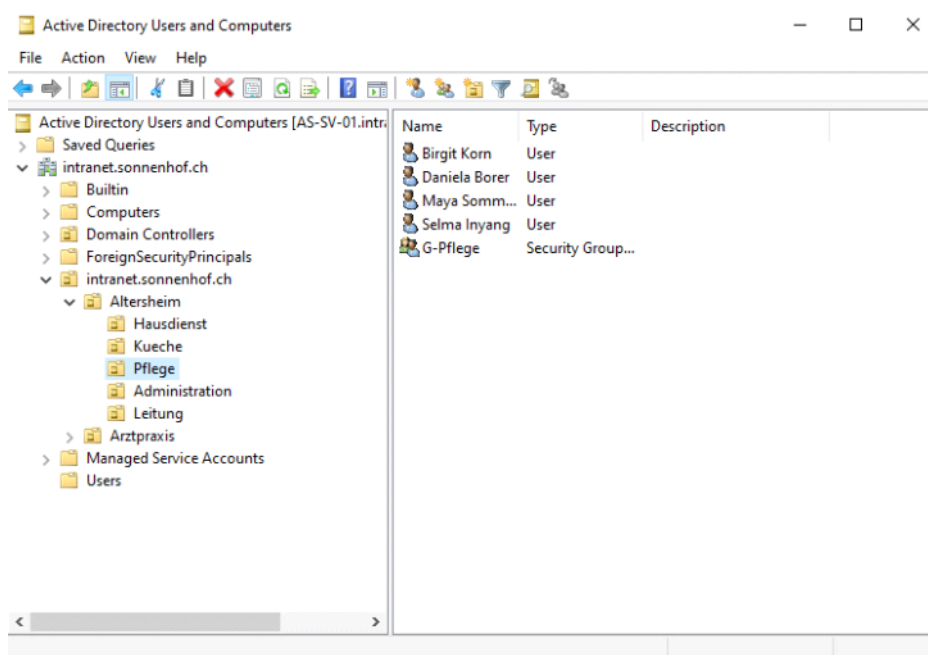 Active Directory Users and Computers
File Action View Help
Active Directory Users and Computers [AS-SV-01.intr
Saved Queries
intranet.sonnenhof.ch
Builtin
Computers
Domain Controllers
ForeignSecurityPrincipals
intranet.sonnenhof.ch
Altersheim
Hausdienst
Kueche
Pflege
Administration
Leitung
Arztpraxis
Managed Service Accounts
Users
Name Type Description
Birgit Korn User
Daniela Borer User
Maya Somm... User
Selma Inyang User
G-Pflege Security Group...